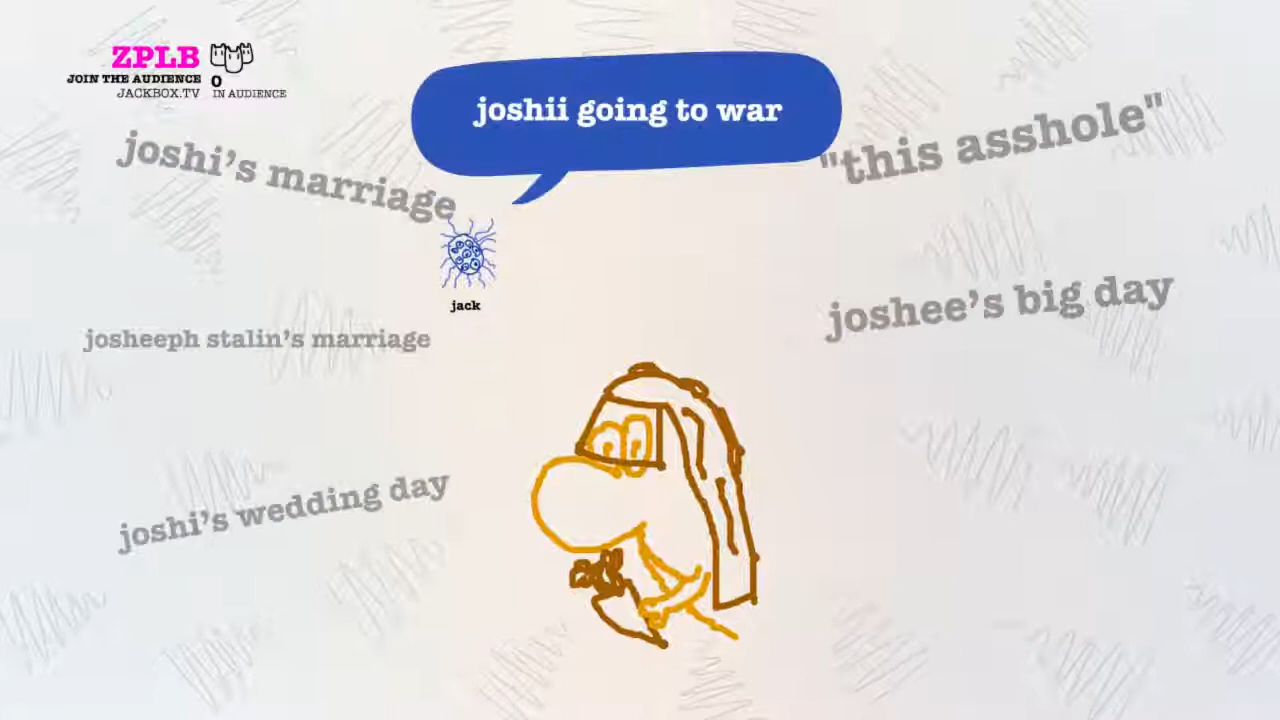 ZPLB
JOIN THE AUDIENCE
JACKBOX.TV
0
IN AUDIENCE
joshii going to war
joshi's marriage
"this asshole"
jack
joshee's big day
josheeph stalin's marriage
joshi's wedding day